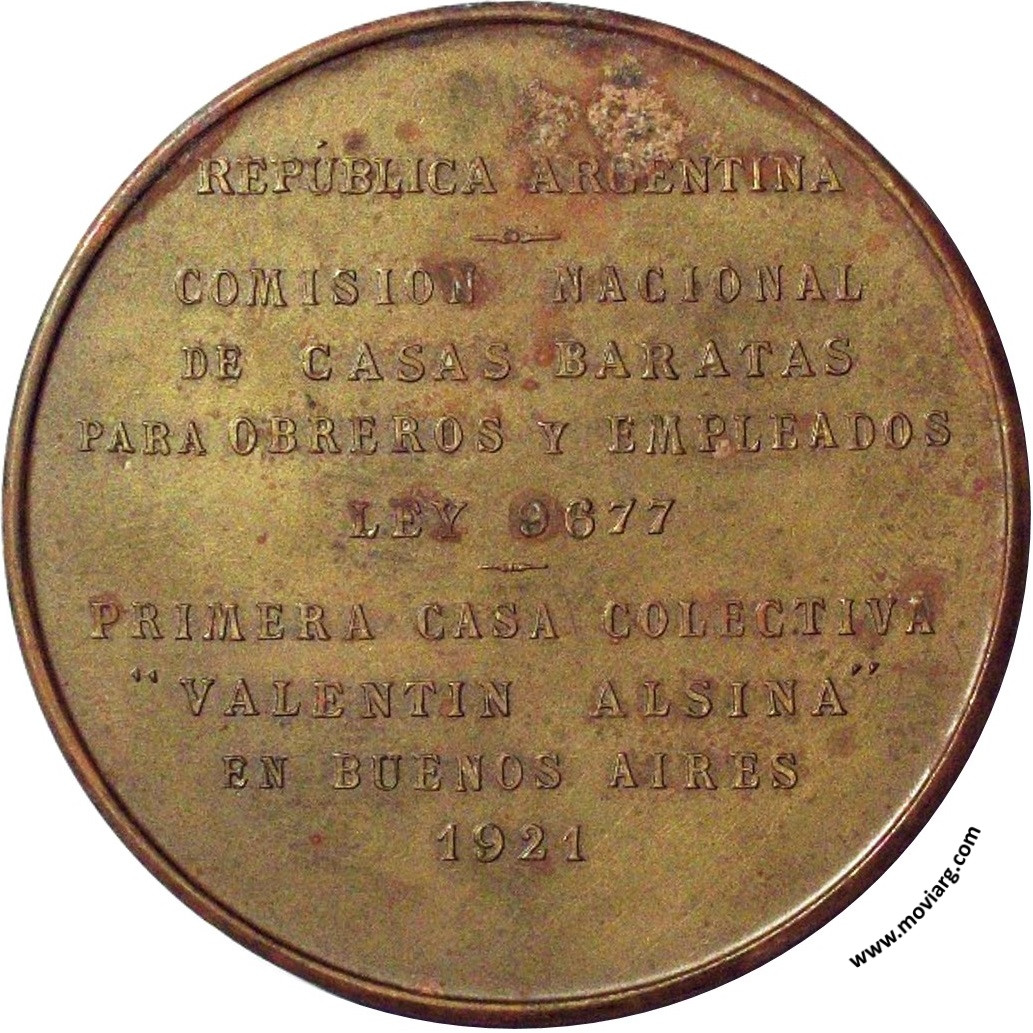 REPÚBLICA ARGENTINA
COMISION NACIONAL
DE CASAS BARATAS
PARA OBREROS Y EMPLEADOS
LEY 9677
PRIMERA CASA COLECTIVA
"VALENTIN ALSINA"
EN BUENOS AIRES
1921
www.moviarg.com